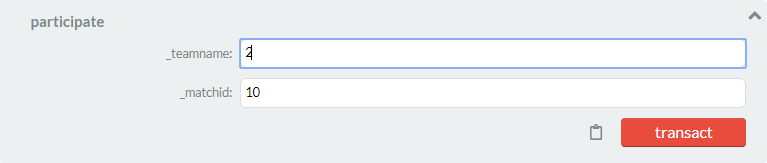 participate
_teamname: 2
_matchid: 10
transact